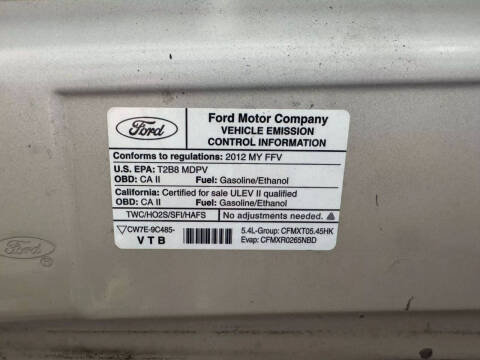 Ford
Ford Motor Company
VEHICLE EMISSION
CONTROL INFORMATION
Conforms to regulations: 2012 MY FFV
U.S. EPA: T2B8 MDPV
OBD: CA II Fuel: Gasoline/Ethanol
California: Certified for sale ULEV II qualified
OBD: CA II Fuel: Gasoline/Ethanol
TWC/HO2S/SFI/HAFS No adjustments needed.
CW7E-9C485-
VTB
5.4L-Group: CFMXT05.45HK
Evap: CFMXR0265NBD
Ford